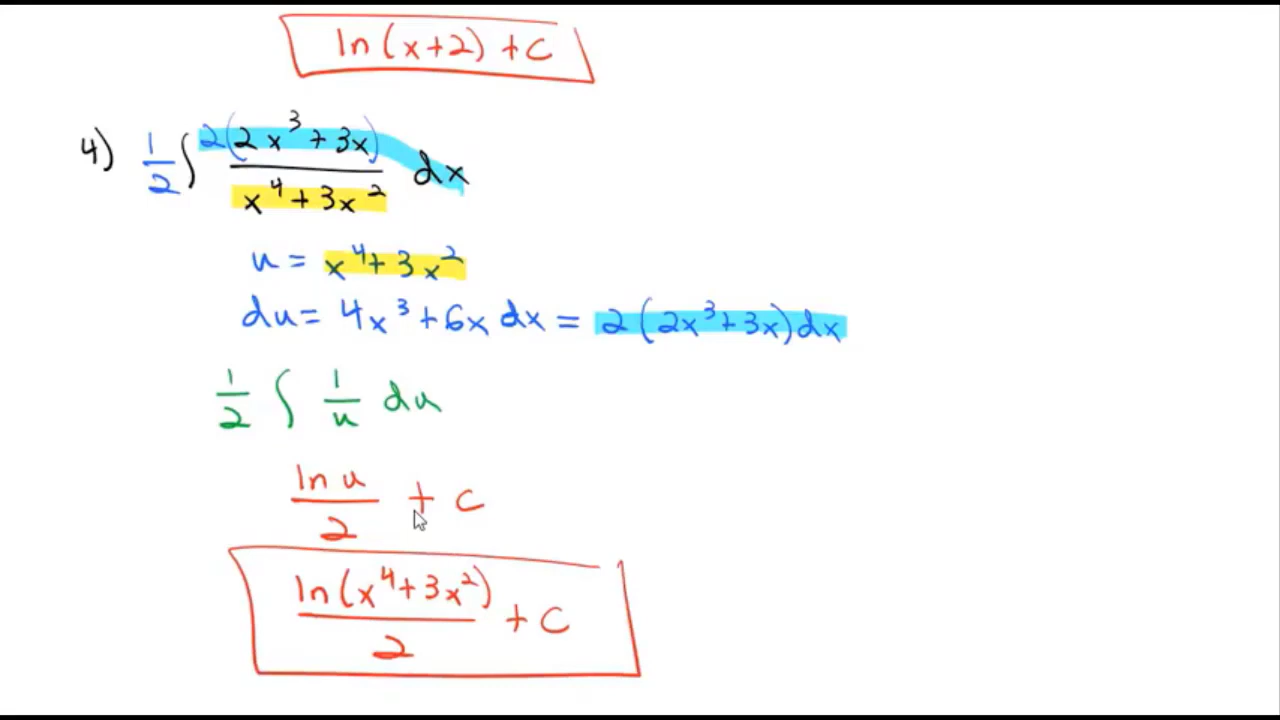 ln (x+2) + c
4) 1/2 ∫ 2(2x³+3x)/(x⁴+3x²) dx
u = x⁴+3x²
du = 4x³+6x dx = 2(2x³+3x)dx
1/2 ∫ 1/u du
ln u/2 + c
ln(x⁴+3x²)/2 + c